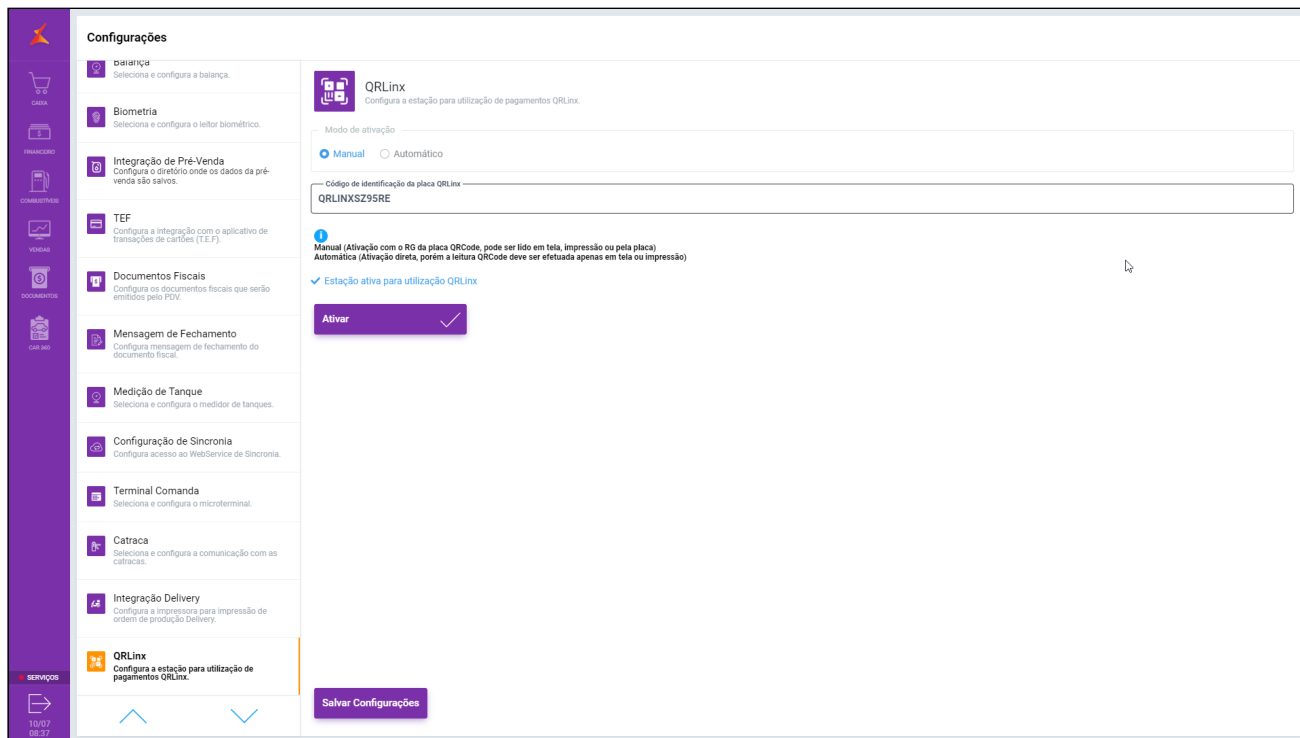 Configurações
CAIXA
FINANCEIRO
COMBUSTÍVEIS
VENDAS
DOCUMENTOS
CAR 360
SERVIÇOS
10/07
08:37
Balança
Seleciona e configura a balança.
Biometria
Seleciona e configura o leitor biométrico.
Integração de Pré-Venda
Configura o diretório onde os dados da pré-
venda são salvos.
TEF
Configura a integração com o aplicativo de
transações de cartões (T.E.F).
Documentos Fiscais
Configura os documentos fiscais que serão
emitidos pelo PDV.
Mensagem de Fechamento
Configura mensagem de fechamento do
documento fiscal.
Medição de Tanque
Seleciona e configura o medidor de tanques.
Configuração de Sincronia
Configura acesso ao WebService de Sincronia.
Terminal Comanda
Seleciona e configura o microterminal.
Catraca
Seleciona e configura a comunicação com as
catracas.
Integração Delivery
Configura a impressora para impressão de
ordem de produção Delivery.
QRLinx
Configura a estação para utilização de
pagamentos QRLinx.
QRLinx
Configura a estação para utilização de pagamentos QRLinx.
Modo de ativação
Manual Automático
Código de identificação da placa QRLinx
QRLINXSZ95RE
Manual (Ativação com o RG da placa QRCode, pode ser lido em tela, impressão ou pela placa)
Automática (Ativação direta, porém a leitura QRCode deve ser efetuada apenas em tela ou impressão)
Estação ativa para utilização QRLinx
Ativar
Salvar Configurações